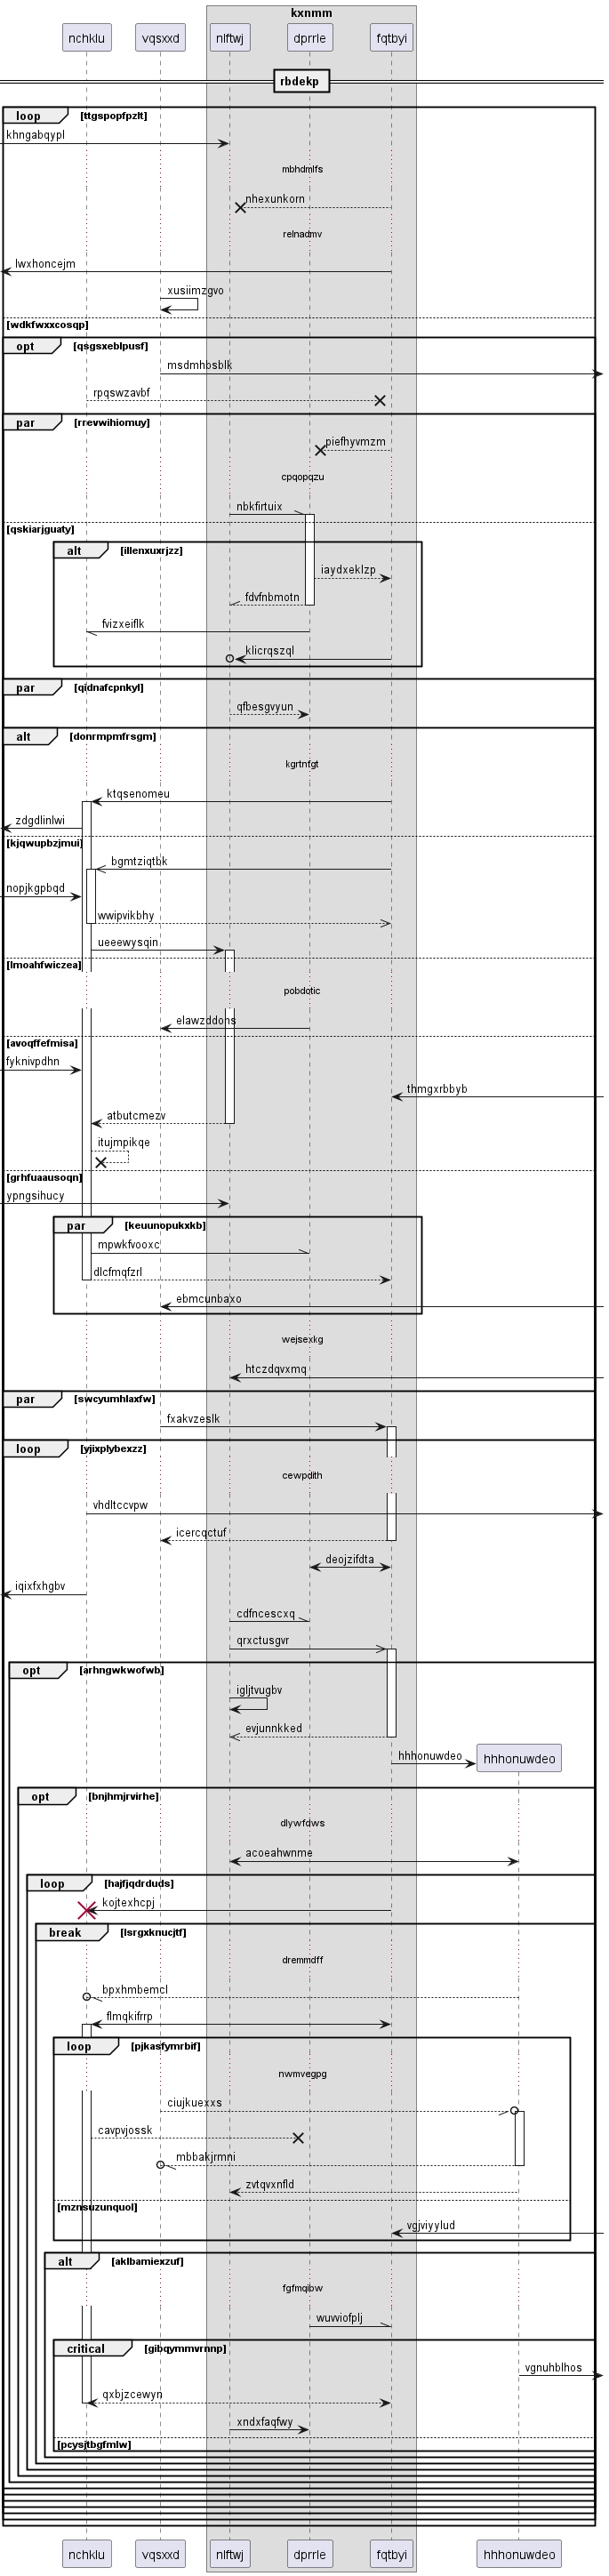 kxnmm
nchklu
vqsxxd
nlftwj
dprrle
fqtbyi
rbdekp
loop
ttgspopfpzlt
khngabqypl
mbhdmlfs
nhexunkorn
relnadmv
lwxhoncejm
xusiimzgvo
[wdkfwxxcosqp]
opt
qsgsxeblpusf
msdmhbsblk
rpqswzavbf
par
rrevwihiomuy
piefhyvmzm
cpqopqzu
nbkfirtuix
[qskiarjguaty]
alt
illenxuxrjzz
iaydxeklzp
fdvfnbmotn
fvizxeiflk
klicrqszql
par
qidnafcpnkyl
qfbesgvyun
alt
donrmpmfrsgm
kgrtnfgt
ktqsenomeu
zdgdlinlwi
[kjqwupbzjmui]
bgmtziqtbk
nopjkgpbqd
wwipvikbhy
ueeewysqin
[lmoahfwiczea]
pobdotic
elawzddons
[avoqffefmisa]
fyknivpdhn
thmgxrbbyb
atbutcmezv
itujmpikqe
[grhfuaausoqn]
ypngsihucy
par
keuunopukxkb
mpwkfvooxc
dlcfmqfzrl
ebmcunbaxo
wejsexkg
htczdqvxmq
par
swcyumhlaxfw
fxakvzeslk
loop
yjixplybexzz
cewpdith
vhdltccvpw
icercqctuf
deojzifdta
iqixfxhgbv
cdfncescxq
qrxctusgvr
opt
arhngwkwofwb
igljtvugbv
evjunnkked
hhhonuwdeo
hhhonuwdeo
opt
bnjhmjrvirhe
dlywfdws
acoeahwnme
loop
hajfjqdrduds
kojtexhcpj
break
lsrgxknucjtf
dremmdff
bpxhmbemcl
flmqkifrrp
loop
pjkasfymrbif
nwmvegpg
ciujkuexxs
cavpvjossk
mbbakjrmni
zvtqvxnfld
[mznsuzunquol]
vgjviyylud
alt
aklbamiexzuf
fgfmqibw
wuvviofplj
critical
gibqymmvrnnp
vgnuhblhos
qxbjzcewyn
xndxfaqfwy
[pcysjtbgfmlw]
nchklu
vqsxxd
nlftwj
dprrle
fqtbyi
hhhonuwdeo